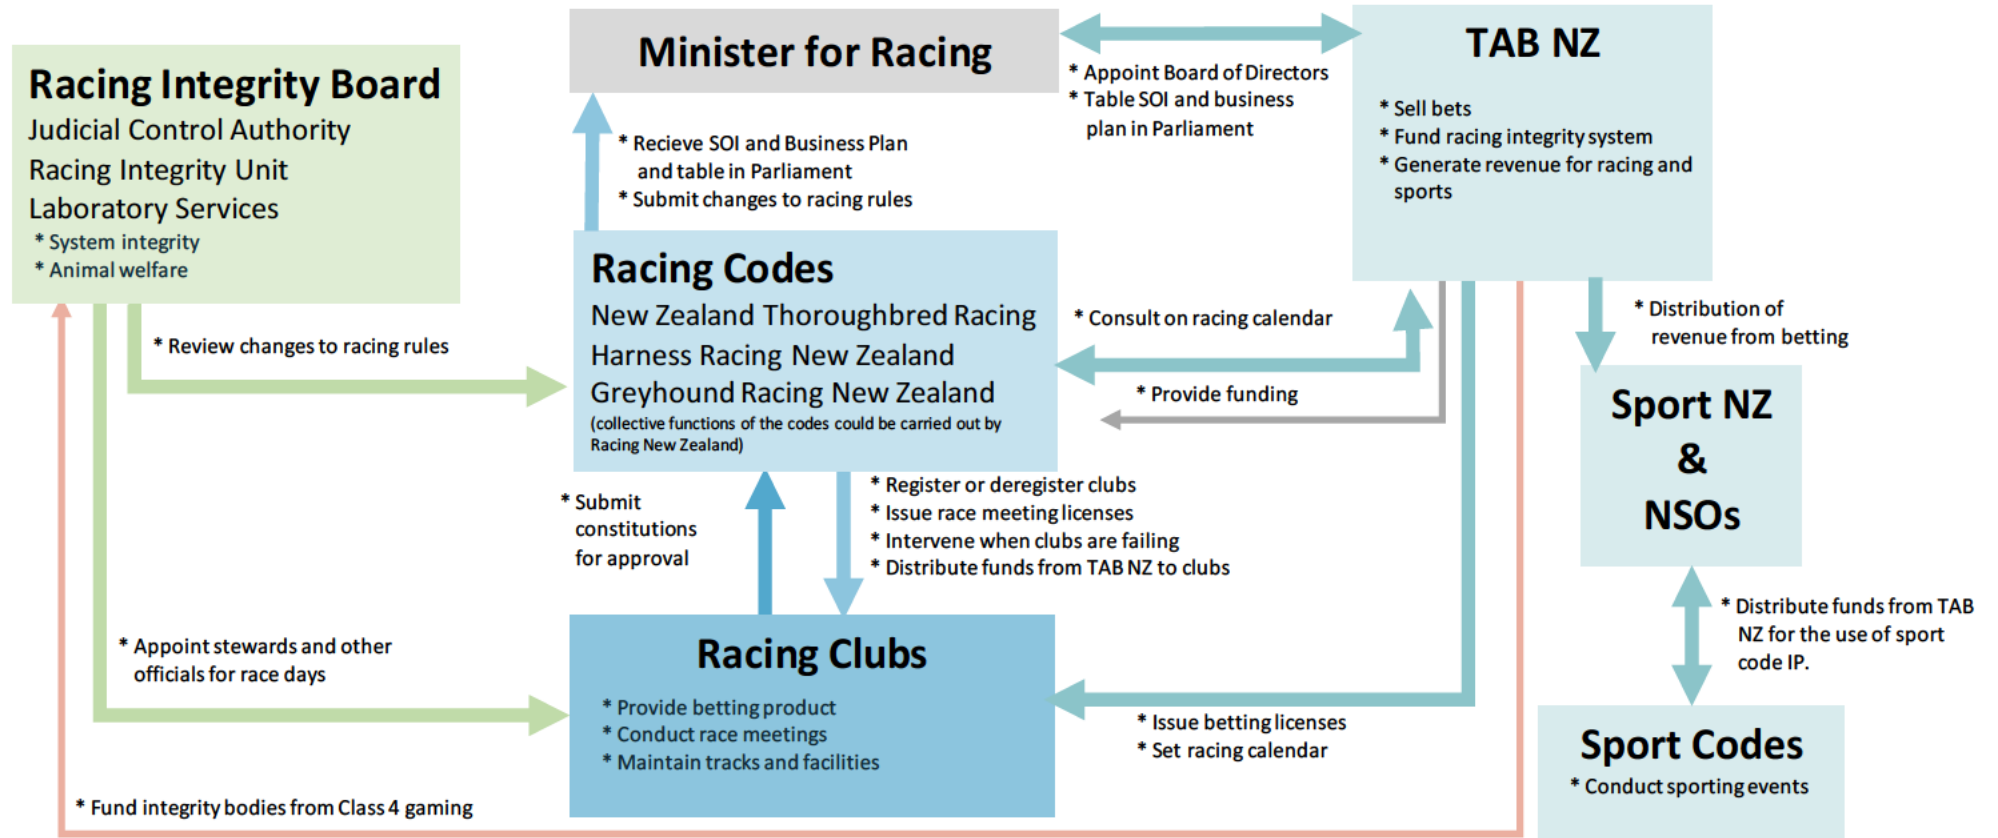 Racing Integrity Board
Judicial Control Authority
Racing Integrity Unit
Laboratory Services
* System integrity
* Animal welfare
Minister for Racing
* Appoint Board of Directors
* Table SOI and business
plan in Parliament
TAB NZ
* Sell bets
* Fund racing integrity system
* Generate revenue for racing and
sports
* Recieve SOI and Business Plan
and table in Parliament
* Submit changes to racing rules
Racing Codes
New Zealand Thoroughbred Racing
Harness Racing New Zealand
Greyhound Racing New Zealand
(collective functions of the codes could be carried out by
Racing New Zealand)
* Review changes to racing rules
* Consult on racing calendar
* Provide funding
* Distribution of
revenue from betting
Sport NZ
&
NSOs
* Submit
constitutions
for approval
* Register or deregister clubs
* Issue race meeting licenses
* Intervene when clubs are failing
* Distribute funds from TAB NZ to clubs
* Distribute funds from TAB
NZ for the use of sport
code IP.
* Appoint stewards and other
officials for race days
Racing Clubs
* Provide betting product
* Conduct race meetings
* Maintain tracks and facilities
* Issue betting licenses
* Set racing calendar
Sport Codes
* Conduct sporting events
* Fund integrity bodies from Class 4 gaming